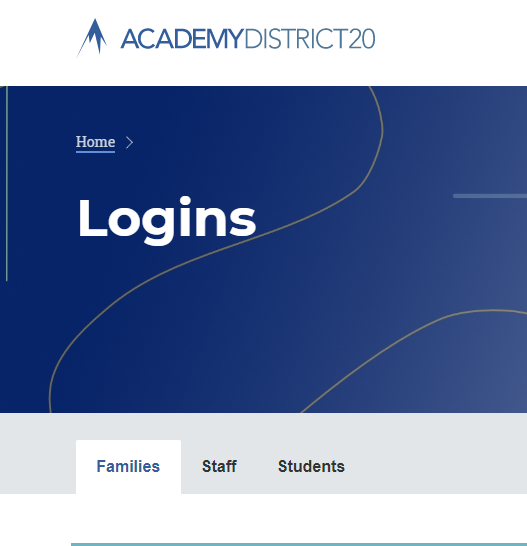 ACADEMYDISTRICT20
Home
Logins
Families Staff Students